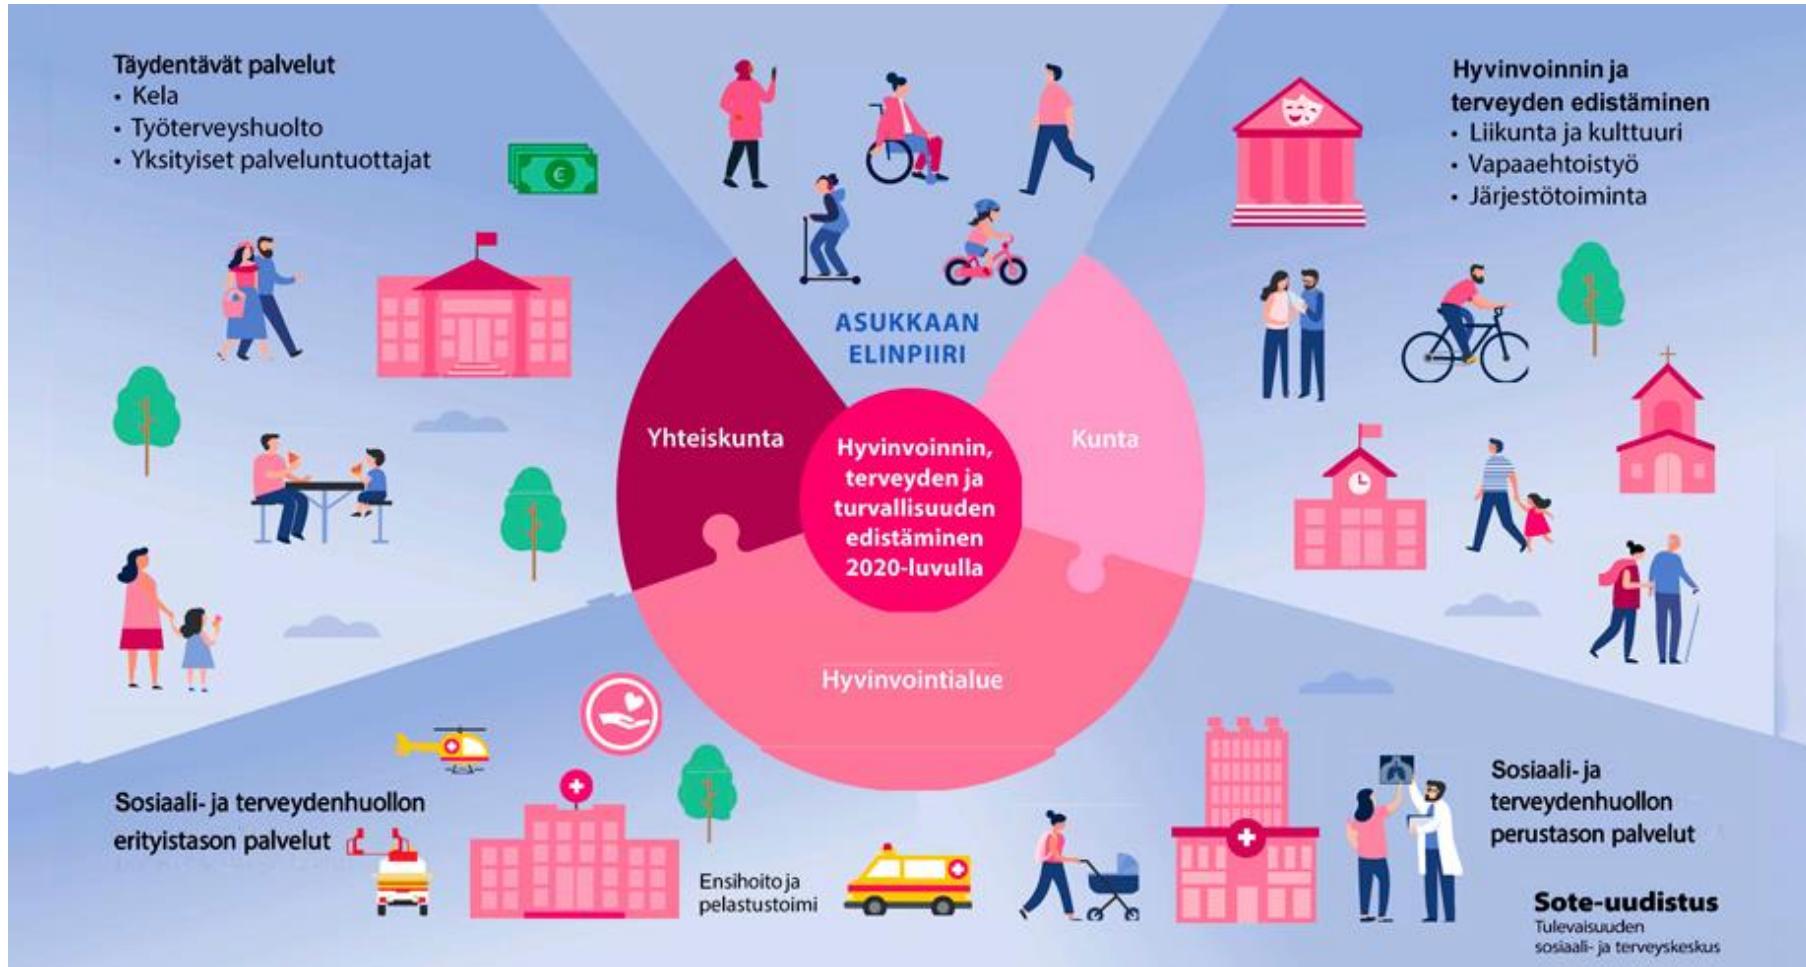 Täydentävät palvelut
• Kela
• Työterveyshuolto
• Yksityiset palveluntuottajat
Hyvinvoinnin ja
terveyden edistäminen
• Liikunta ja kulttuuri
• Vapaaehtoistyö
• Järjestötoiminta
ASUKKAAN
ELINPIIRI
Yhteiskunta
Hyvinvoinnin,
terveyden ja
turvallisuuden
edistäminen
2020-luvulla
Kunta
Hyvinvointialue
Sosiaali- ja terveydenhuollon
erityistason palvelut
Ensihoito ja
pelastustoimi
Sosiaali- ja
terveydenhuollon
perustason palvelut
Sote-uudistus
Tulevaisuuden
sosiaali- ja terveyskeskus